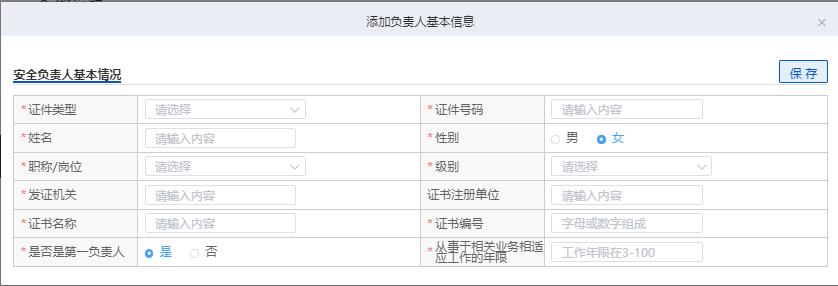 添加负责人基本信息
×
安全负责人基本情况
保 存
*证件类型 请选择 *证件号码 请输入内容
*姓名 请输入内容 *性别 男 女
*职称/岗位 请选择 *级别 请选择
*发证机关 请输入内容 证书注册单位 请输入内容
*证书名称 请输入内容 *证书编号 字母或数字组成
*是否是第一负责人 是 否 *从事于相关业务相适
应工作的年限 工作年限在3-100